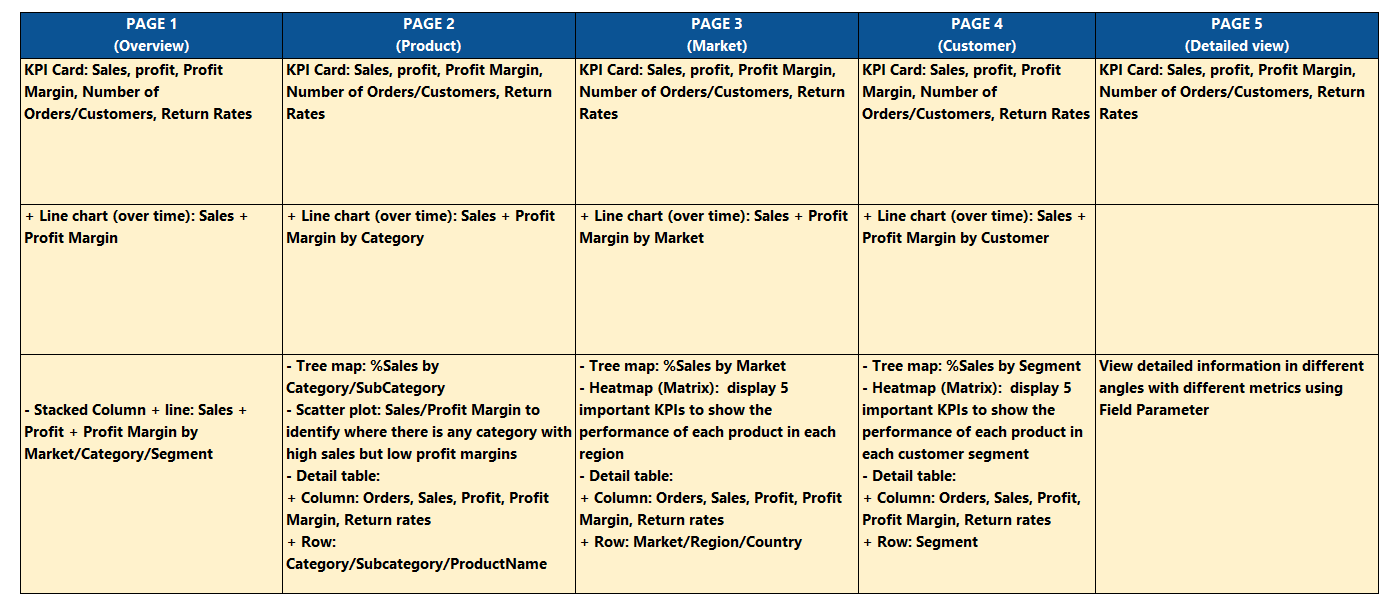 PAGE 1
(Overview)
PAGE 2
(Product)
PAGE 3
(Market)
PAGE 4
(Customer)
PAGE 5
(Detailed view)
KPI Card: Sales, profit, Profit
Margin, Number of
Orders/Customers, Return Rates
KPI Card: Sales, profit, Profit Margin,
Number of Orders/Customers, Return
Rates
KPI Card: Sales, profit, Profit Margin,
Number of Orders/Customers, Return
Rates
KPI Card: Sales, profit, Profit
Margin, Number of
Orders/Customers, Return Rates
KPI Card: Sales, profit, Profit Margin,
Number of Orders/Customers, Return
Rates
+ Line chart (over time): Sales +
Profit Margin
+ Line chart (over time): Sales + Profit
Margin by Category
+ Line chart (over time): Sales + Profit
Margin by Market
+ Line chart (over time): Sales +
Profit Margin by Customer
- Stacked Column + line: Sales +
Profit + Profit Margin by
Market/Category/Segment
- Tree map: %Sales by
Category/SubCategory
- Scatter plot: Sales/Profit Margin to
identify where there is any category with
high sales but low profit margins
- Detail table:
+ Column: Orders, Sales, Profit, Profit
Margin, Return rates
+ Row:
Category/Subcategory/ProductName
- Tree map: %Sales by Market
- Heatmap (Matrix):  display 5
important KPIs to show the
performance of each product in each
region
- Detail table:
+ Column: Orders, Sales, Profit, Profit
Margin, Return rates
+ Row: Market/Region/Country
- Tree map: %Sales by Segment
- Heatmap (Matrix):  display 5
important KPIs to show the
performance of each product in
each customer segment
- Detail table:
+ Column: Orders, Sales, Profit,
Profit Margin, Return rates
+ Row: Segment
View detailed information in different
angles with different metrics using
Field Parameter